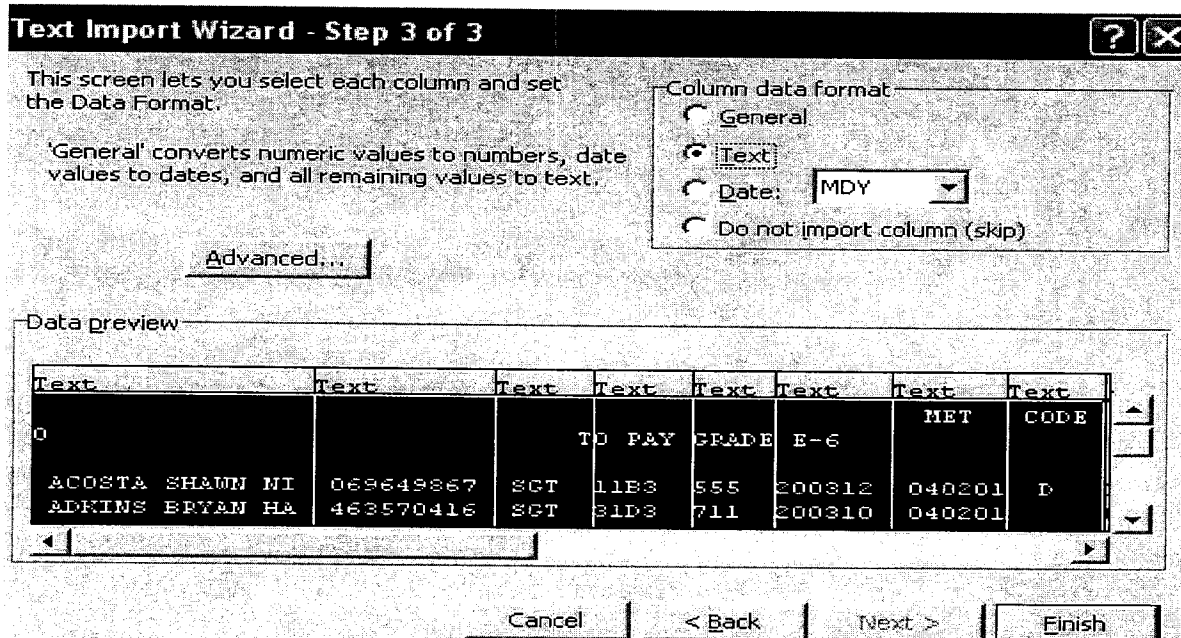 Text Import Wizard - Step 3 of 3
This screen lets you select each column and set
the Data Format.
'General' converts numeric values to numbers, date
values to dates, and all remaining values to text.
Advanced...
Column data format
General
Text
Date: MDY
Do not import column (skip)
Data preview
Text Text Text Text Text Text Text Text
MET CODE
0 TO PAY GRADE E-6
ACOSTA SHAWN NI 069649867 SGT 11B3 555 200312 040201 D
ADKINS BRYAN HA 463570416 SGT 31D3 711 200310 040201
Cancel < Back Next > Finish